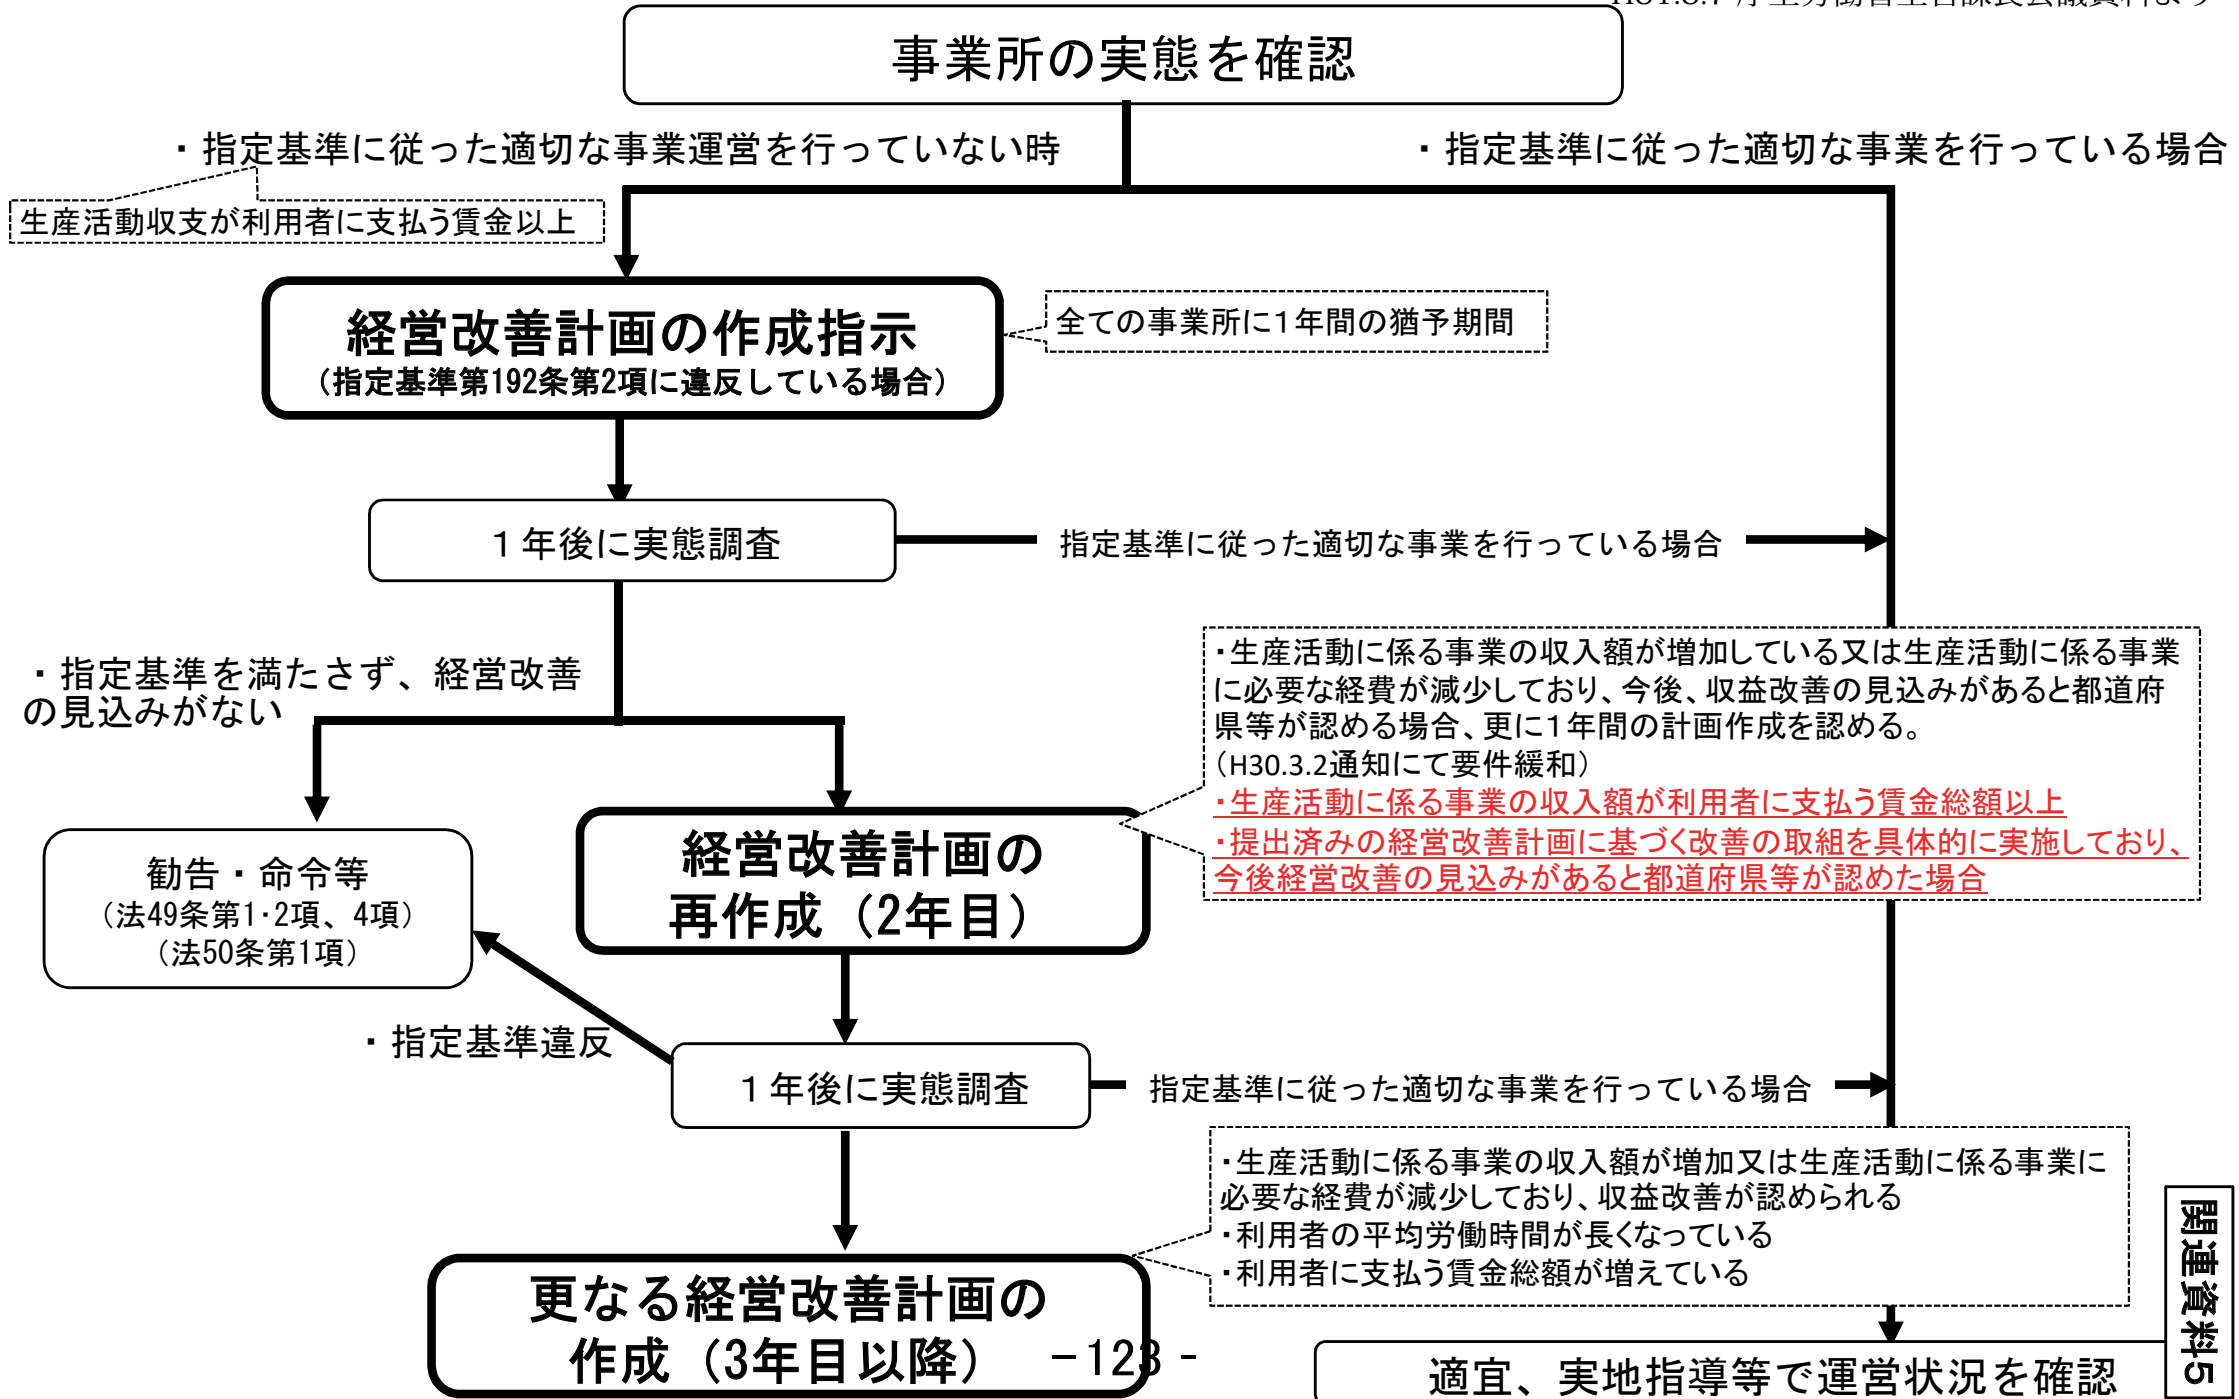 事業所の実態を確認
・指定基準に従った適切な事業運営を行っていない時
・指定基準に従った適切な事業を行っている場合
生産活動収支が利用者に支払う賃金以上
経営改善計画の作成指示
（指定基準第192条第2項に違反している場合）
全ての事業所に１年間の猶予期間
１年後に実態調査
指定基準に従った適切な事業を行っている場合
・指定基準を満たさず、経営改善
の見込みがない
・生産活動に係る事業の収入額が増加している又は生産活動に係る事業
に必要な経費が減少しており、今後、収益改善の見込みがあると都道府
県等が認める場合、更に１年間の計画作成を認める。
（H30.3.2通知にて要件緩和）
・生産活動に係る事業の収入額が利用者に支払う賃金総額以上
・提出済みの経営改善計画に基づく改善の取組を具体的に実施しており、
今後経営改善の見込みがあると都道府県等が認めた場合
勧告・命令等
（法49条第1・2項、4項）
（法50条第1項）
経営改善計画の
再作成（2年目）
・指定基準違反
１年後に実態調査
指定基準に従った適切な事業を行っている場合
・生産活動に係る事業の収入額が増加又は生産活動に係る事業に
必要な経費が減少しており、収益改善が認められる
・利用者の平均労働時間が長くなっている
・利用者に支払う賃金総額が増えている
更なる経営改善計画の
作成（3年目以降）
－123 -
適宜、実地指導等で運営状況を確認
関連資料５